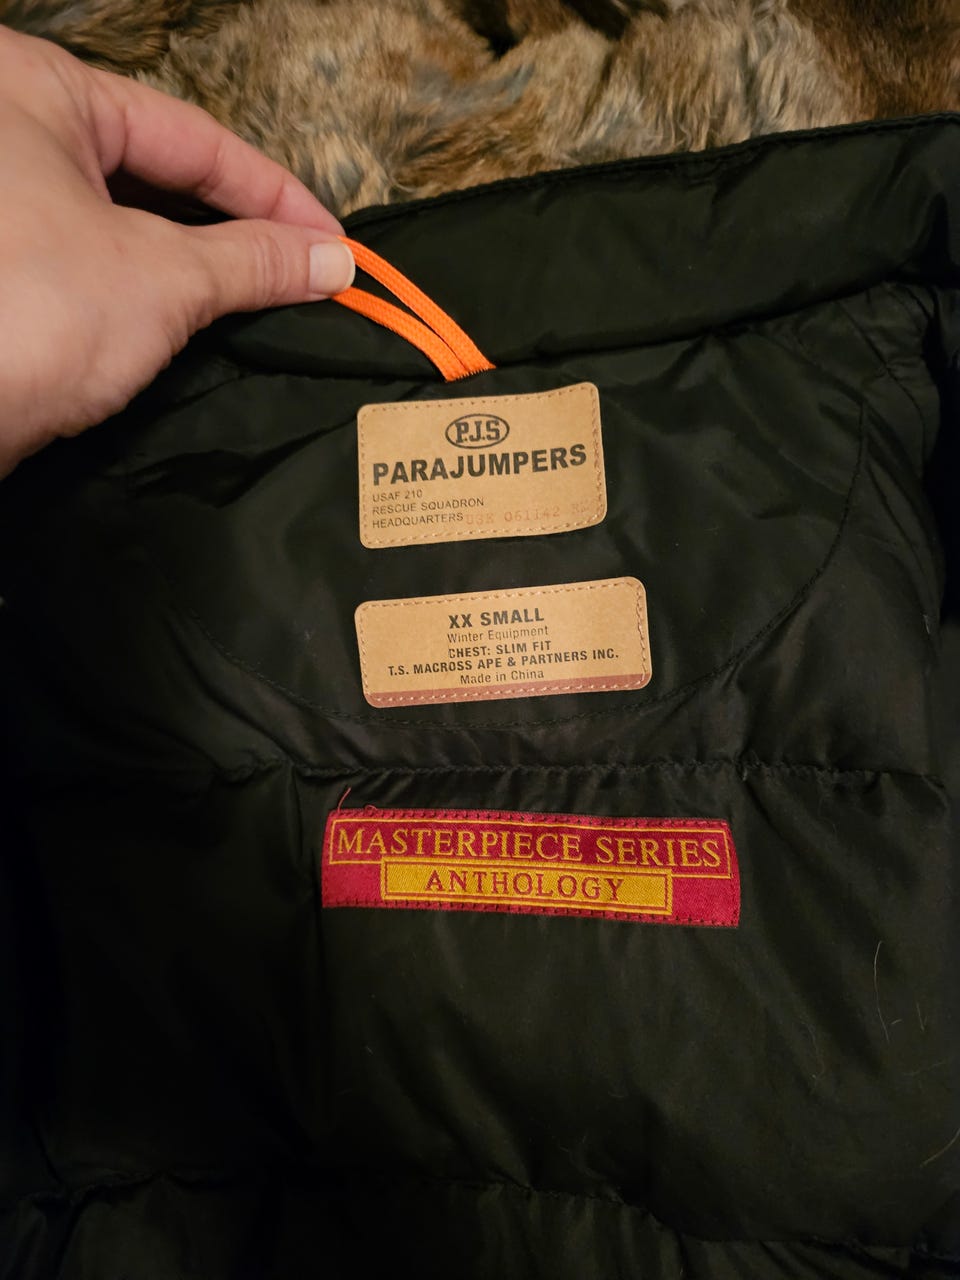 P.J.S
PARAJUMPERS
USAF 210
RESCUE SQUADRON
HEADQUARTERS 061142
XX SMALL
Winter Equipment
CHEST: SLIM FIT
T.S. MACROSS APE & PARTNERS INC.
Made in China
MASTERPIECE SERIES
ANTHOLOGY